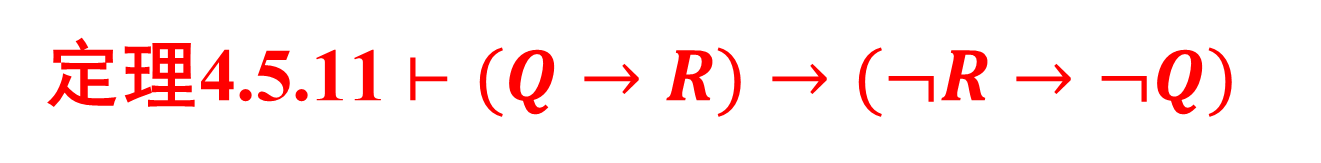 定理4.5.11 ⊢ (Q → R) → (¬R → ¬Q)